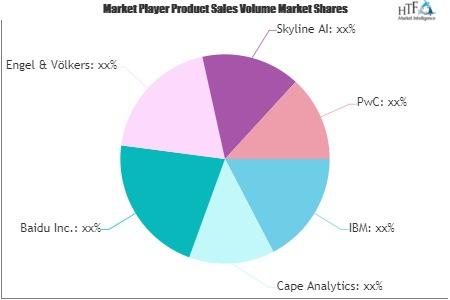 Market Player Product Sales Volume Market Shares
HTF
Market Intelligence
Skyline AI: xx%
Engel & Völkers: xx%
PwC: xx%
Baidu Inc.: xx%
IBM: xx%
Cape Analytics: xx%